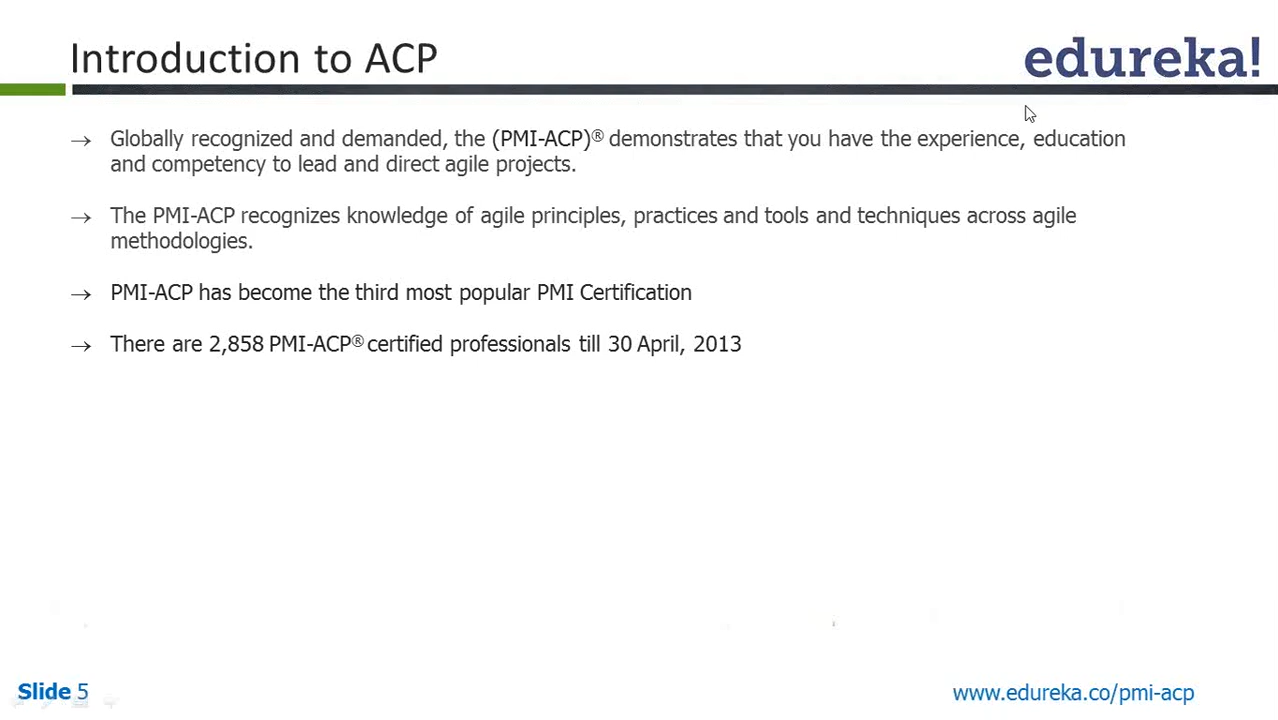 Introduction to ACP
edureka!
→ Globally recognized and demanded, the (PMI-ACP)® demonstrates that you have the experience, education
and competency to lead and direct agile projects.
→ The PMI-ACP recognizes knowledge of agile principles, practices and tools and techniques across agile
methodologies.
→ PMI-ACP has become the third most popular PMI Certification
→ There are 2,858 PMI-ACP® certified professionals till 30 April, 2013
Slide 5
www.edureka.co/pmi-acp